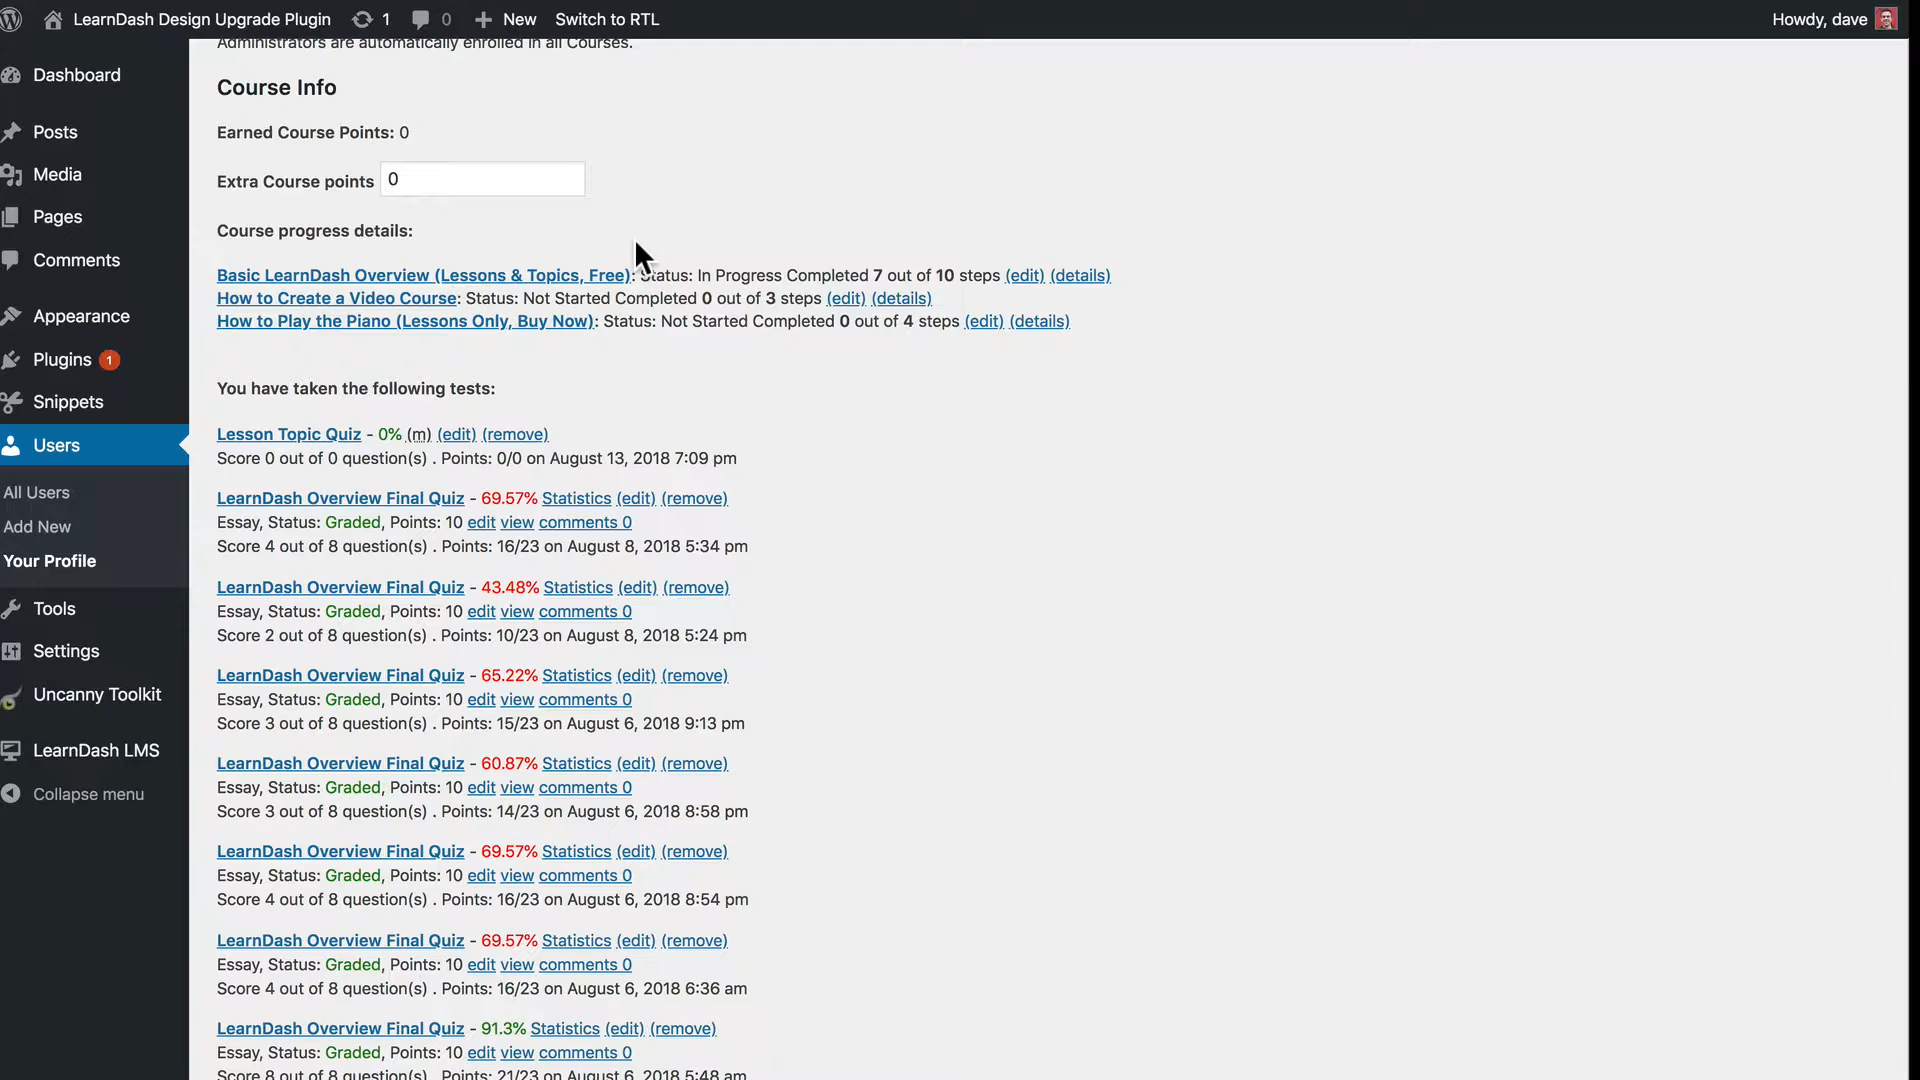 LearnDash Design Upgrade Plugin 1 0 New Switch to RTL Howdy, dave
Dashboard
Posts
Media
Pages
Comments
Appearance
Plugins 1
Snippets
Users
All Users
Add New
Your Profile
Tools
Settings
Uncanny Toolkit
LearnDash LMS
Collapse menu
Administrators are automatically enrolled in all Courses.
Course Info
Earned Course Points: 0
Extra Course points 0
Course progress details:
Basic LearnDash Overview (Lessons & Topics, Free): Status: In Progress Completed 7 out of 10 steps (edit) (details)
How to Create a Video Course: Status: Not Started Completed 0 out of 3 steps (edit) (details)
How to Play the Piano (Lessons Only, Buy Now): Status: Not Started Completed 0 out of 4 steps (edit) (details)
You have taken the following tests:
Lesson Topic Quiz - 0% (m) (edit) (remove)
Score 0 out of 0 question(s) . Points: 0/0 on August 13, 2018 7:09 pm
LearnDash Overview Final Quiz - 69.57% Statistics (edit) (remove)
Essay, Status: Graded, Points: 10 edit view comments 0
Score 4 out of 8 question(s) . Points: 16/23 on August 8, 2018 5:34 pm
LearnDash Overview Final Quiz - 43.48% Statistics (edit) (remove)
Essay, Status: Graded, Points: 10 edit view comments 0
Score 2 out of 8 question(s) . Points: 10/23 on August 8, 2018 5:24 pm
LearnDash Overview Final Quiz - 65.22% Statistics (edit) (remove)
Essay, Status: Graded, Points: 10 edit view comments 0
Score 3 out of 8 question(s) . Points: 15/23 on August 6, 2018 9:13 pm
LearnDash Overview Final Quiz - 60.87% Statistics (edit) (remove)
Essay, Status: Graded, Points: 10 edit view comments 0
Score 3 out of 8 question(s) . Points: 14/23 on August 6, 2018 8:58 pm
LearnDash Overview Final Quiz - 69.57% Statistics (edit) (remove)
Essay, Status: Graded, Points: 10 edit view comments 0
Score 4 out of 8 question(s) . Points: 16/23 on August 6, 2018 8:54 pm
LearnDash Overview Final Quiz - 69.57% Statistics (edit) (remove)
Essay, Status: Graded, Points: 10 edit view comments 0
Score 4 out of 8 question(s) . Points: 16/23 on August 6, 2018 6:36 am
LearnDash Overview Final Quiz - 91.3% Statistics (edit) (remove)
Essay, Status: Graded, Points: 10 edit view comments 0
Score 8 out of 8 question(s) . Points: 21/23 on August 6, 2018 5:48 am